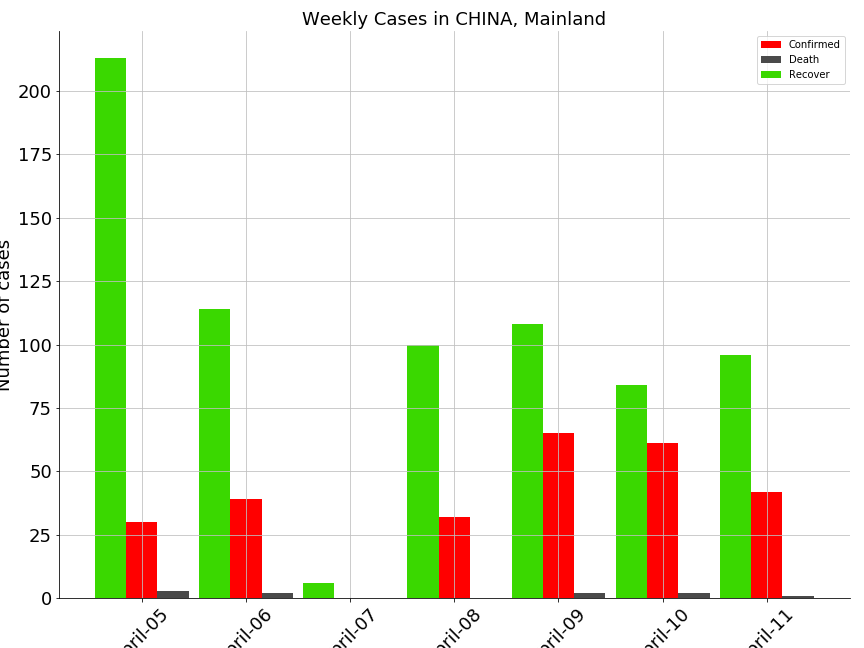 Weekly Cases in CHINA, Mainland
Confirmed
Death
Recover
Number of cases
200
175
150
125
100
75
50
25
0
pril-05
pril-06
pril-07
pril-08
pril-09
pril-10
pril-11